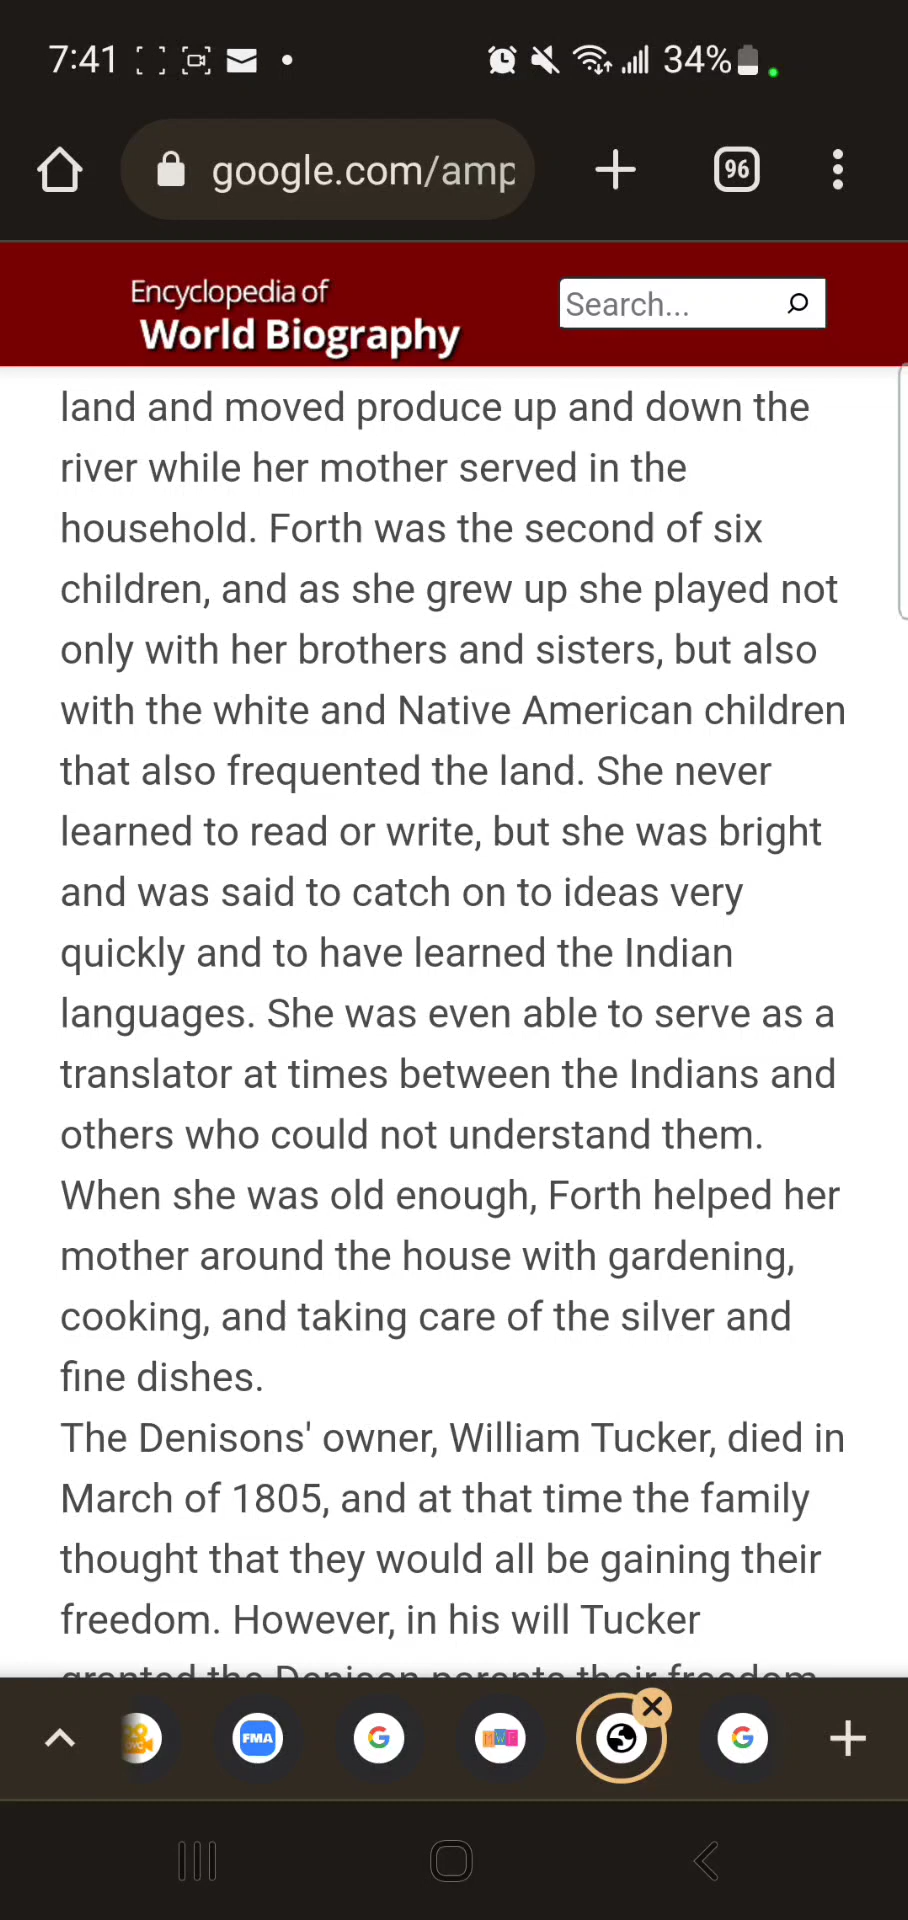 7:41
34%
google.com/amp
96
Encyclopedia of
World Biography
Search...
land and moved produce up and down the
river while her mother served in the
household. Forth was the second of six
children, and as she grew up she played not
only with her brothers and sisters, but also
with the white and Native American children
that also frequented the land. She never
learned to read or write, but she was bright
and was said to catch on to ideas very
quickly and to have learned the Indian
languages. She was even able to serve as a
translator at times between the Indians and
others who could not understand them.
When she was old enough, Forth helped her
mother around the house with gardening,
cooking, and taking care of the silver and
fine dishes.
The Denisons' owner, William Tucker, died in
March of 1805, and at that time the family
thought that they would all be gaining their
freedom. However, in his will Tucker
granted the Denison parents their freedom
FMA
G
MWF
G